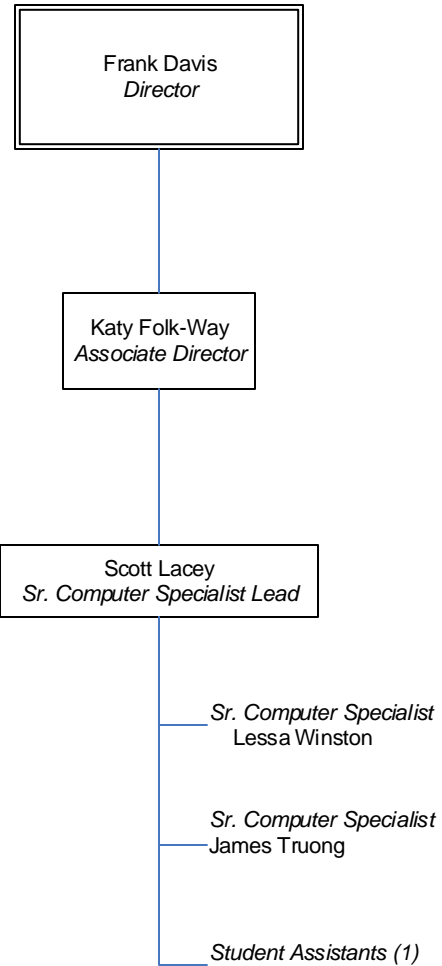 Frank Davis
Director
Katy Folk-Way
Associate Director
Scott Lacey
Sr. Computer Specialist Lead
Sr. Computer Specialist
Lessa Winston
Sr. Computer Specialist
James Truong
Student Assistants (1)